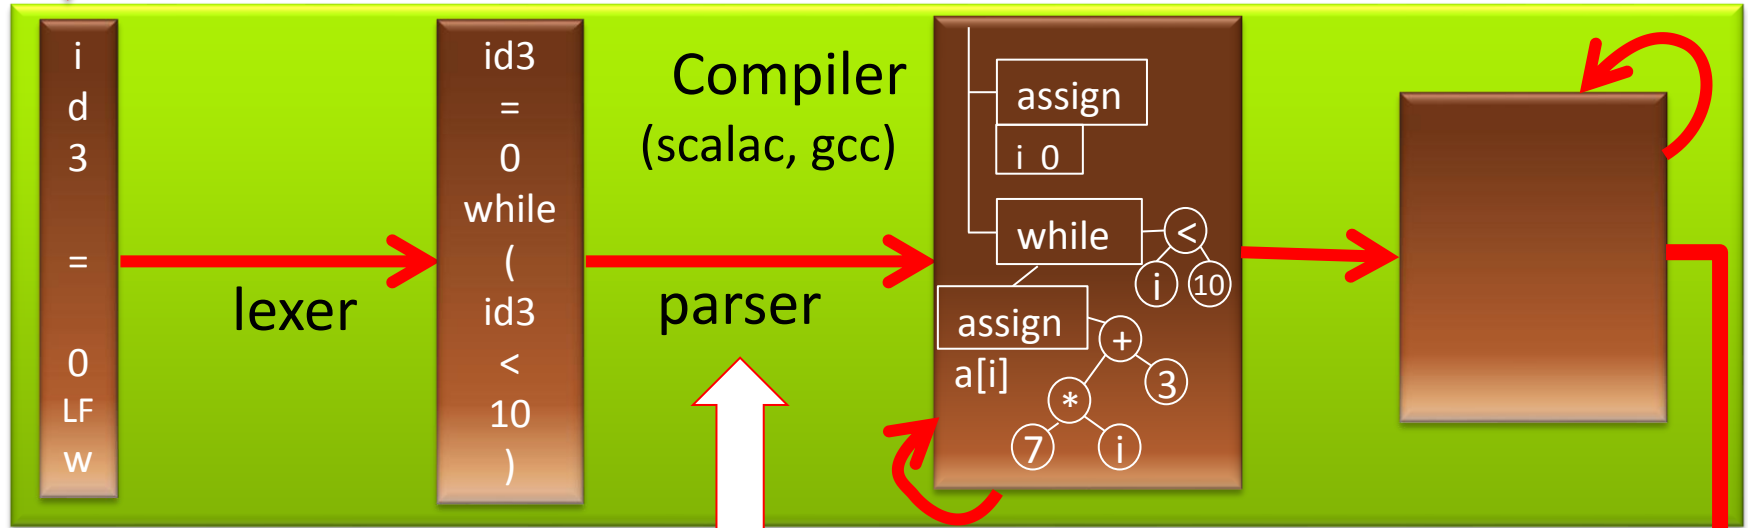 i
d
3
=
0
LF
w
lexer
id3
=
0
while
(
id3
<
10
)
Compiler
(scalac, gcc)
parser
assign
i 0
while
<
i
10
assign
a[i]
+
3
*
7
i